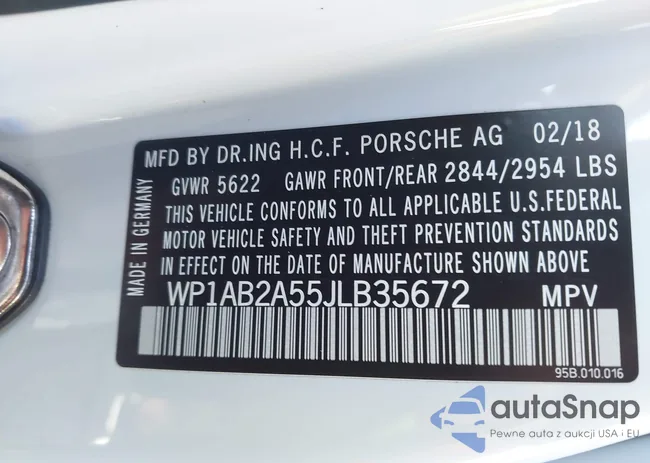 MFD BY DR.ING H.C.F. PORSCHE AG 02/18
GVWR 5622 GAWR FRONT/REAR 2844/2954 LBS
THIS VEHICLE CONFORMS TO ALL APPLICABLE U.S.FEDERAL
MOTOR VEHICLE SAFETY AND THEFT PREVENTION STANDARDS
IN EFFECT ON THE DATE OF MANUFACTURE SHOWN ABOVE
WP1AB2A55JLB35672 MPV
MADE IN GERMANY
95B.010.016
autaSnap
Pewne auta z aukcji USA i EU